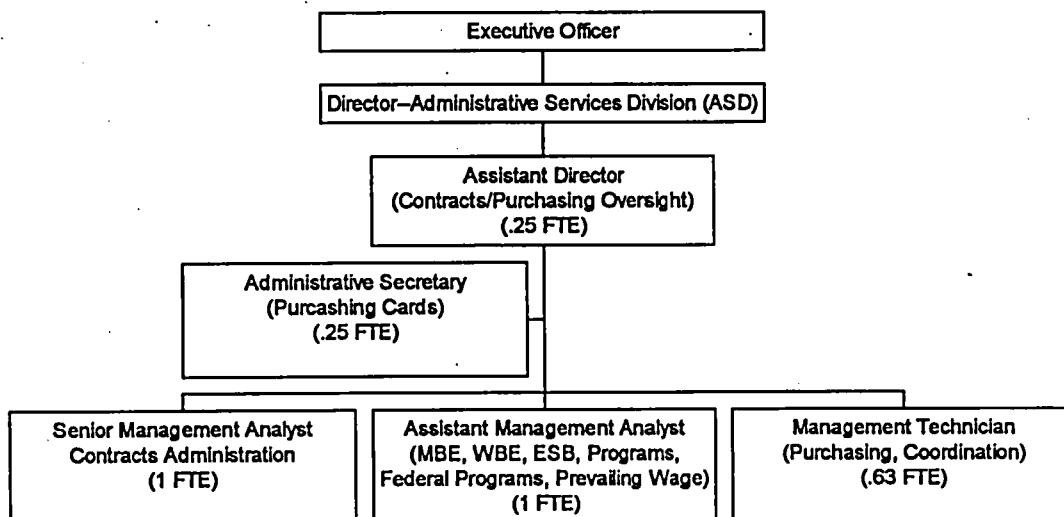 Executive Officer
Director–Administrative Services Division (ASD)
Assistant Director
(Contracts/Purchasing Oversight)
(.25 FTE)
Administrative Secretary
(Purcashing Cards)
(.25 FTE)
Senior Management Analyst
Contracts Administration
(1 FTE)
Assistant Management Analyst
(MBE, WBE, ESB, Programs,
Federal Programs, Prevailing Wage)
(1 FTE)
Management Technician
(Purchasing, Coordination)
(.63 FTE)